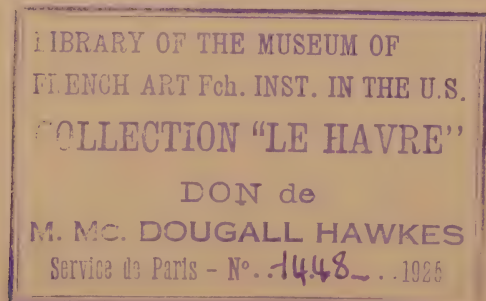 LIBRARY OF THE MUSEUM OF
FRENCH ART Fch. INST. IN THE U.S.
COLLECTION "LE HAVRE"
DON de
M. MC. DOUGALL HAWKES
Service de Paris - Nº..1448...1925